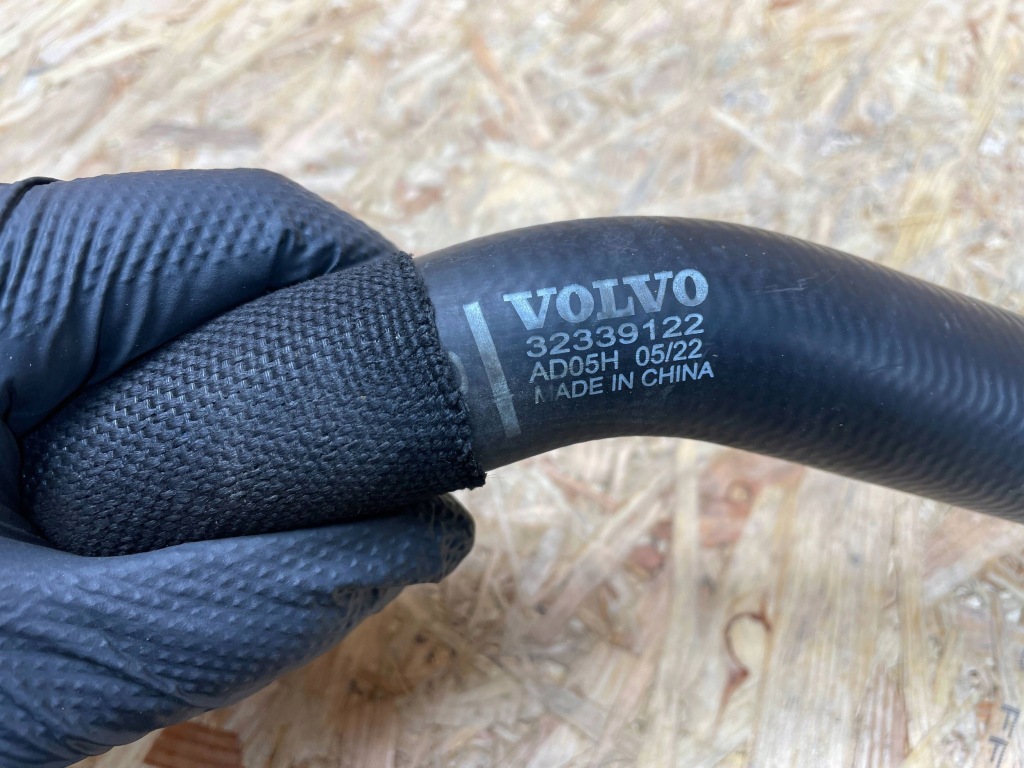 VOLVO
32339122
AD05H 05/22
MADE IN CHINA